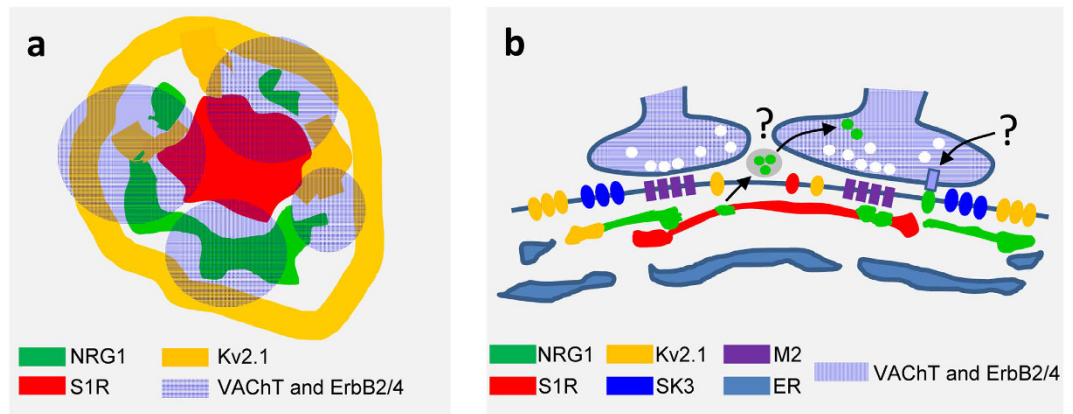 a
NRG1 Kv2.1
S1R VAChT and ErbB2/4
b
?
?
NRG1 Kv2.1 M2
S1R SK3 ER VAChT and ErbB2/4